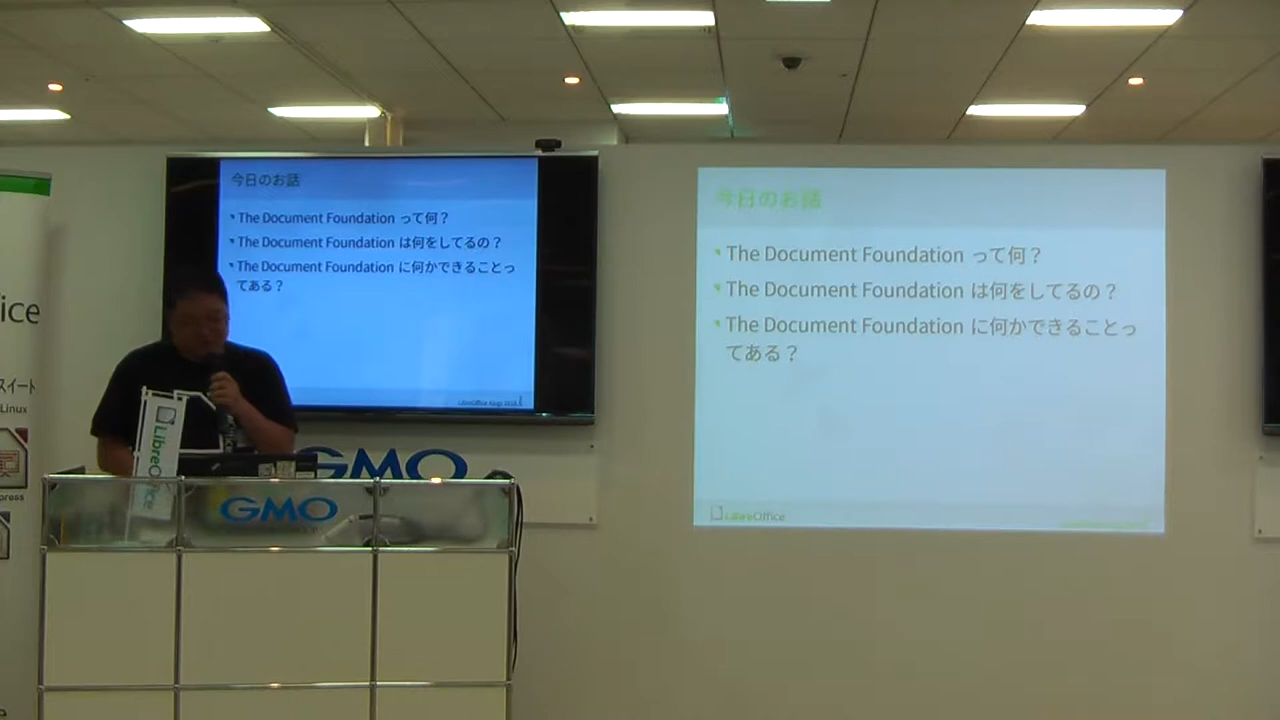 今日のお話
The Document Foundation って何？
The Document Foundation は何をしてるの？
The Document Foundation に何かできることっ
てある？
今日のお話
The Document Foundation って何？
The Document Foundation は何をしてるの？
The Document Foundation に何かできることっ
てある？
LibreOffice
ice
スイート
Linux
press
LibreOffice
GMO
GMO